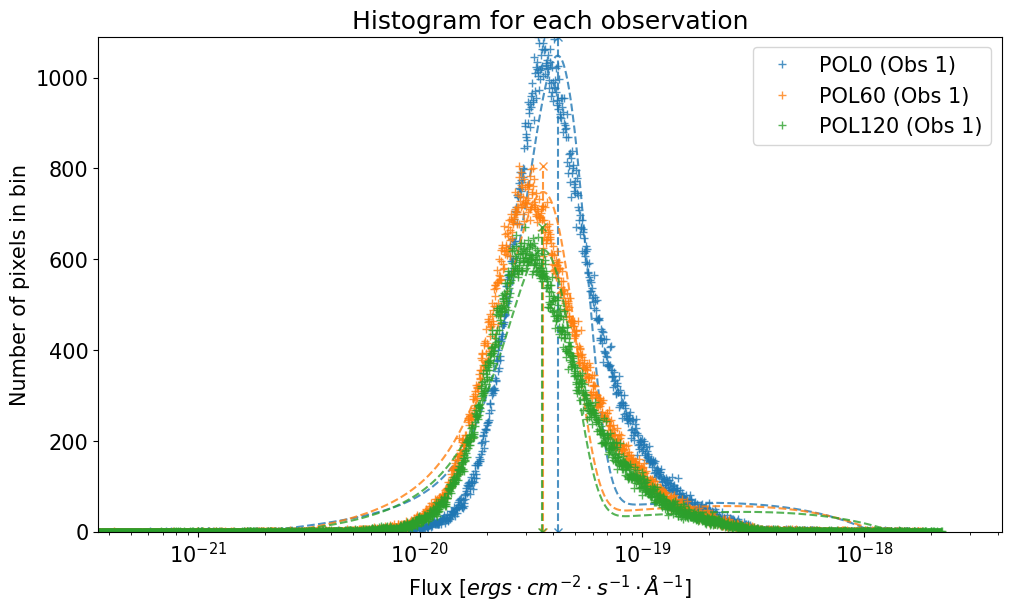 Histogram for each observation
POL0 (Obs 1)
POL60 (Obs 1)
POL120 (Obs 1)
Number of pixels in bin
1000
800
600
400
200
0
10⁻²¹ 10⁻²⁰ 10⁻¹⁹ 10⁻¹⁸
Flux [ergs · cm⁻² · s⁻¹ · Å⁻¹]